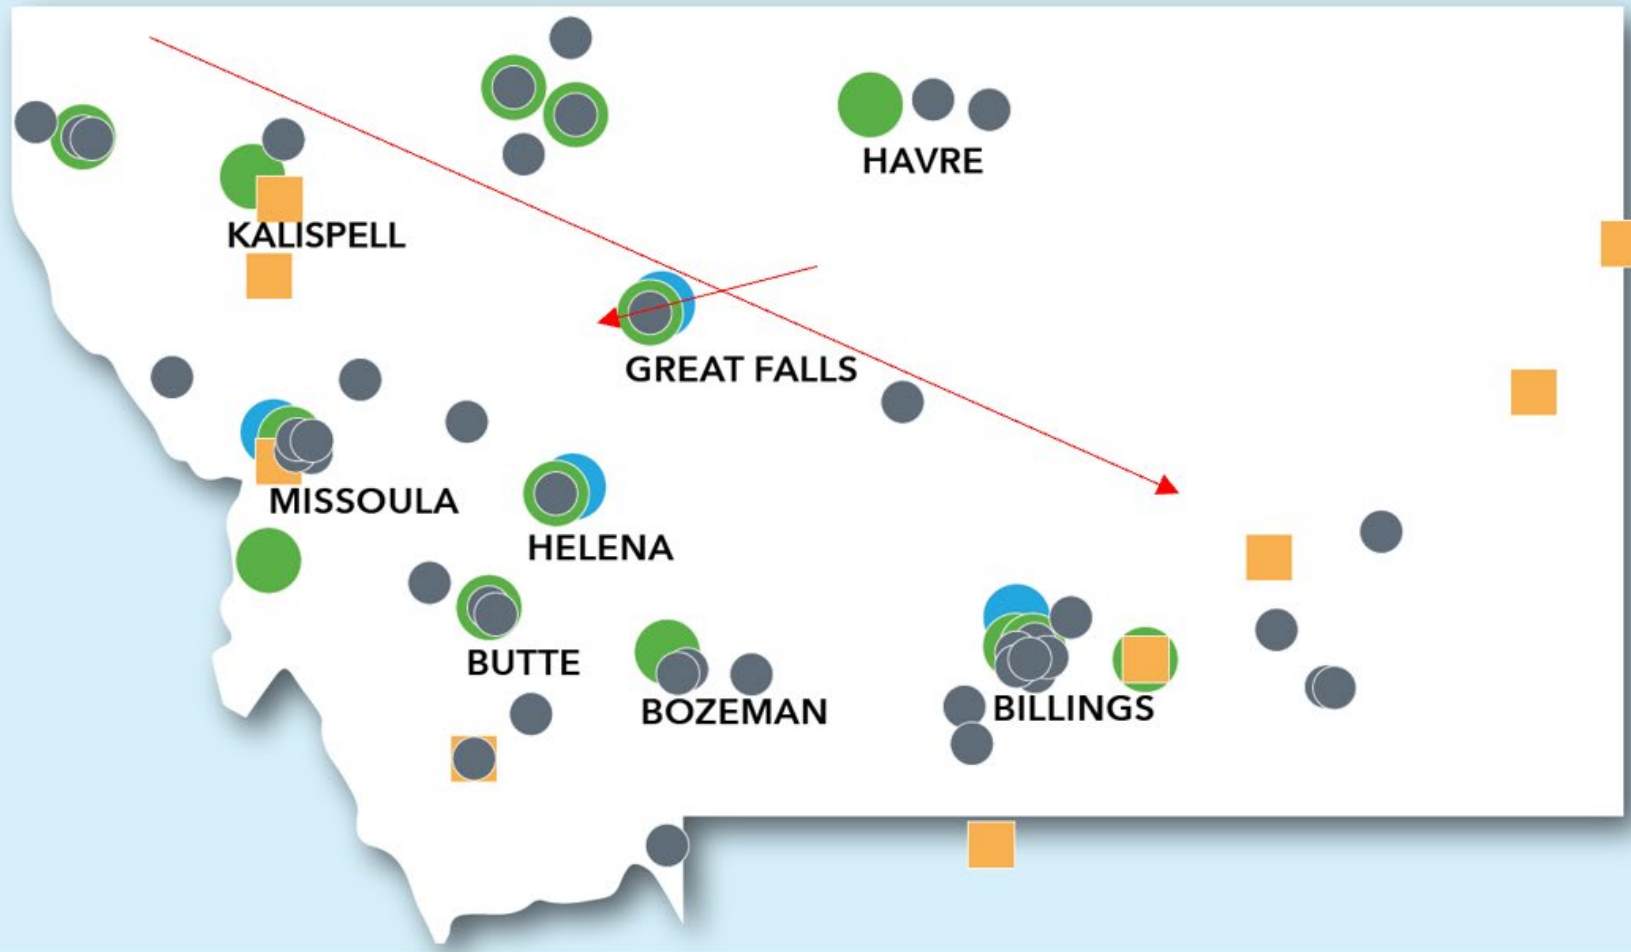 HAVRE
KALISPELL
GREAT FALLS
MISSOULA
HELENA
BUTTE
BOZEMAN
BILLINGS